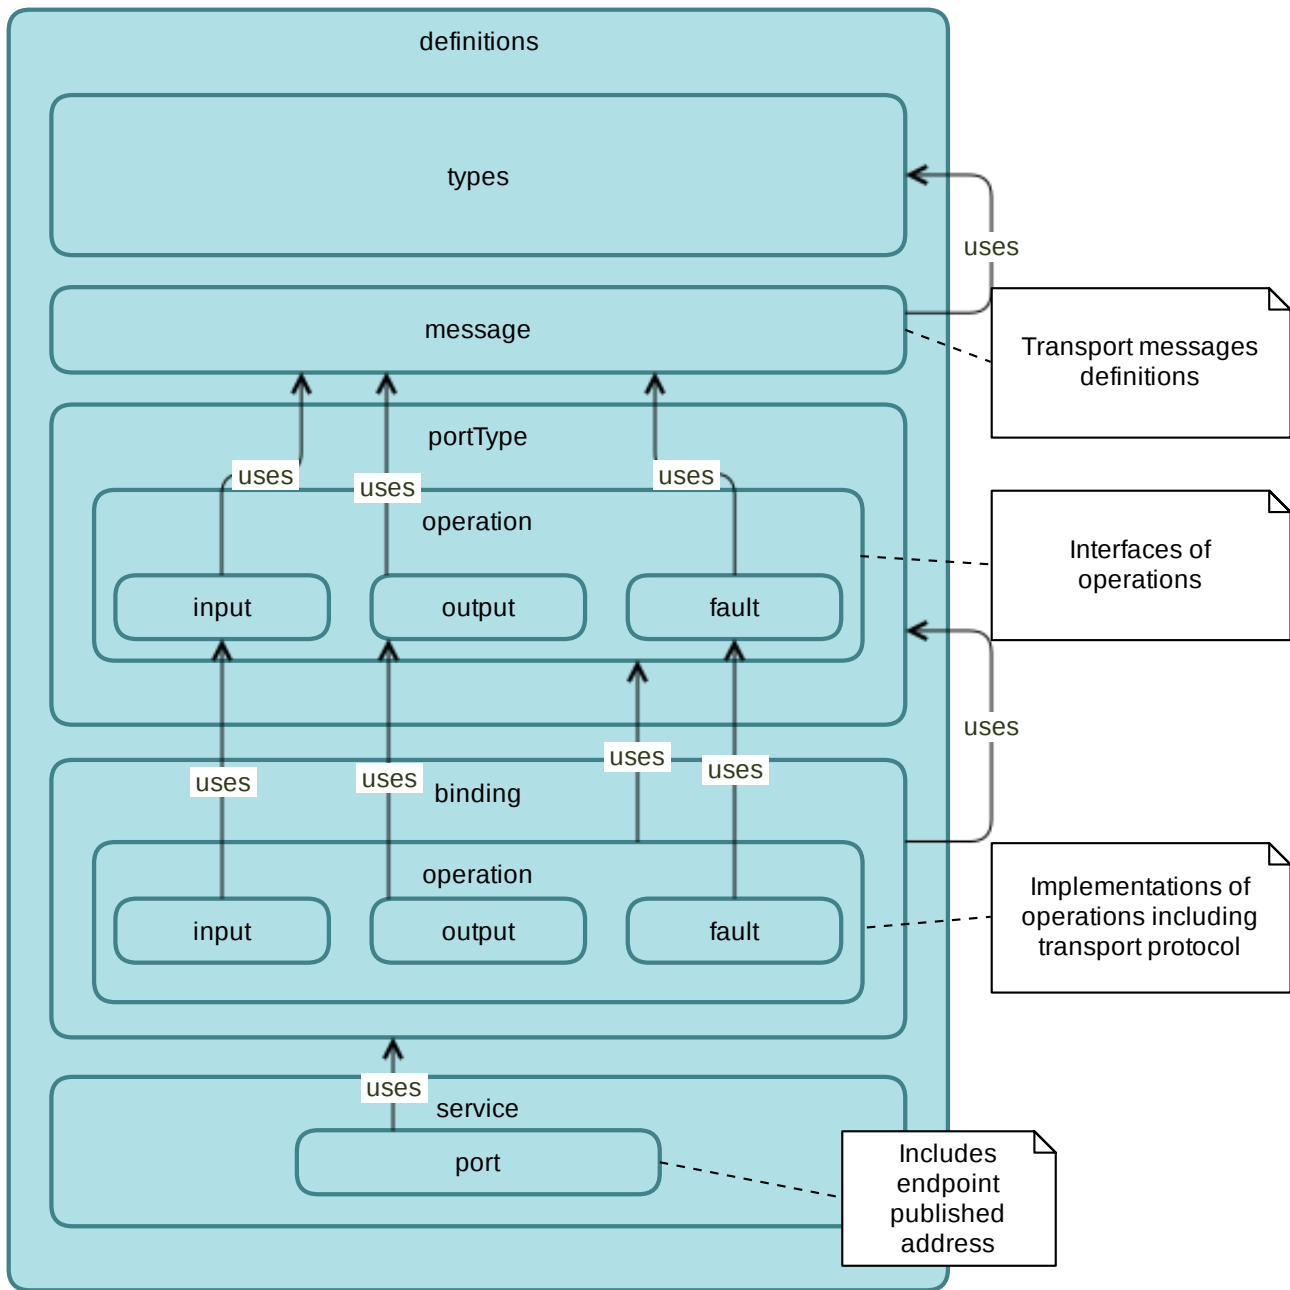 definitions
types
uses
message
Transport messages
definitions
portType
uses
uses
uses
operation
Interfaces of
operations
input
output
fault
uses
uses
uses
uses
uses
binding
operation
Implementations of
operations including
transport protocol
input
output
fault
uses
service
port
Includes
endpoint
published
address